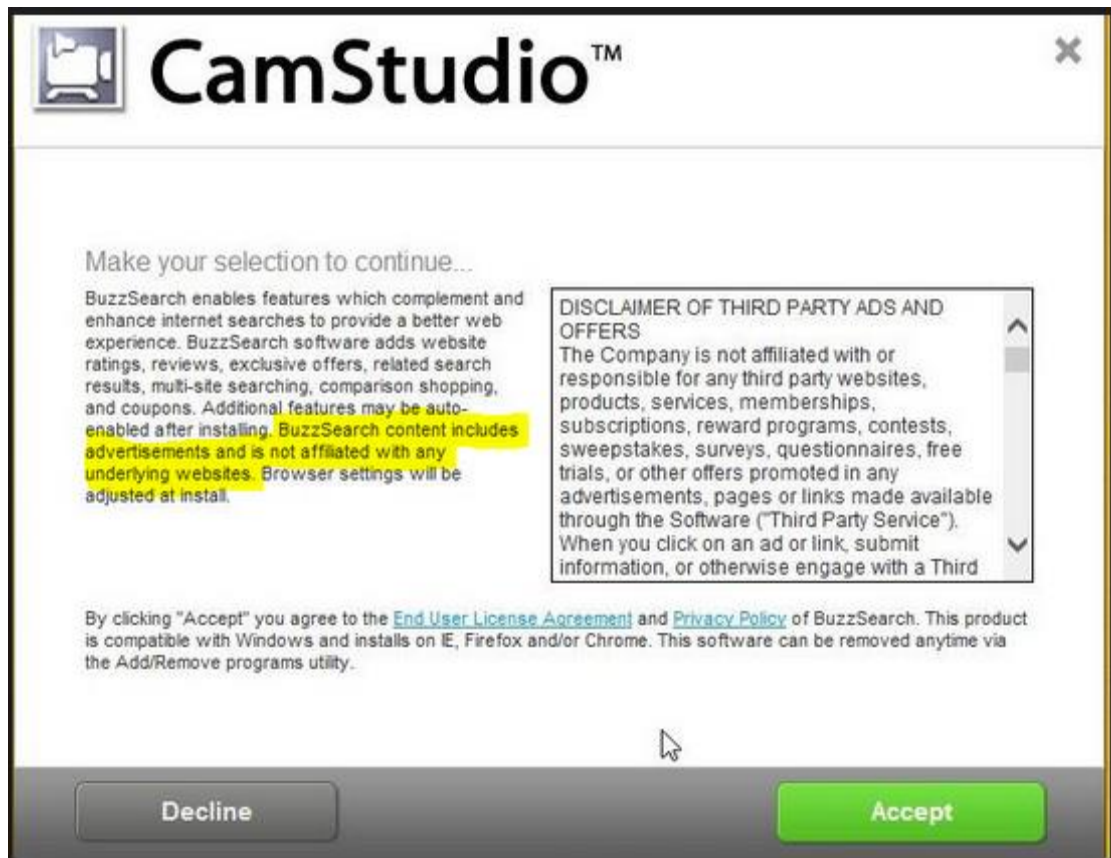 CamStudio™
Make your selection to continue...
BuzzSearch enables features which complement and
enhance internet searches to provide a better web
experience. BuzzSearch software adds website
ratings, reviews, exclusive offers, related search
results, multi-site searching, comparison shopping,
and coupons. Additional features may be auto-
enabled after installing. BuzzSearch content includes
advertisements and is not affiliated with any
underlying websites. Browser settings will be
adjusted at install.
DISCLAIMER OF THIRD PARTY ADS AND
OFFERS
The Company is not affiliated with or
responsible for any third party websites,
products, services, memberships,
subscriptions, reward programs, contests,
sweepstakes, surveys, questionnaires, free
trials, or other offers promoted in any
advertisements, pages or links made available
through the Software ("Third Party Service").
When you click on an ad or link, submit
information, or otherwise engage with a Third
By clicking "Accept" you agree to the End User License Agreement and Privacy Policy of BuzzSearch. This product
is compatible with Windows and installs on IE, Firefox and/or Chrome. This software can be removed anytime via
the Add/Remove programs utility.
Decline
Accept